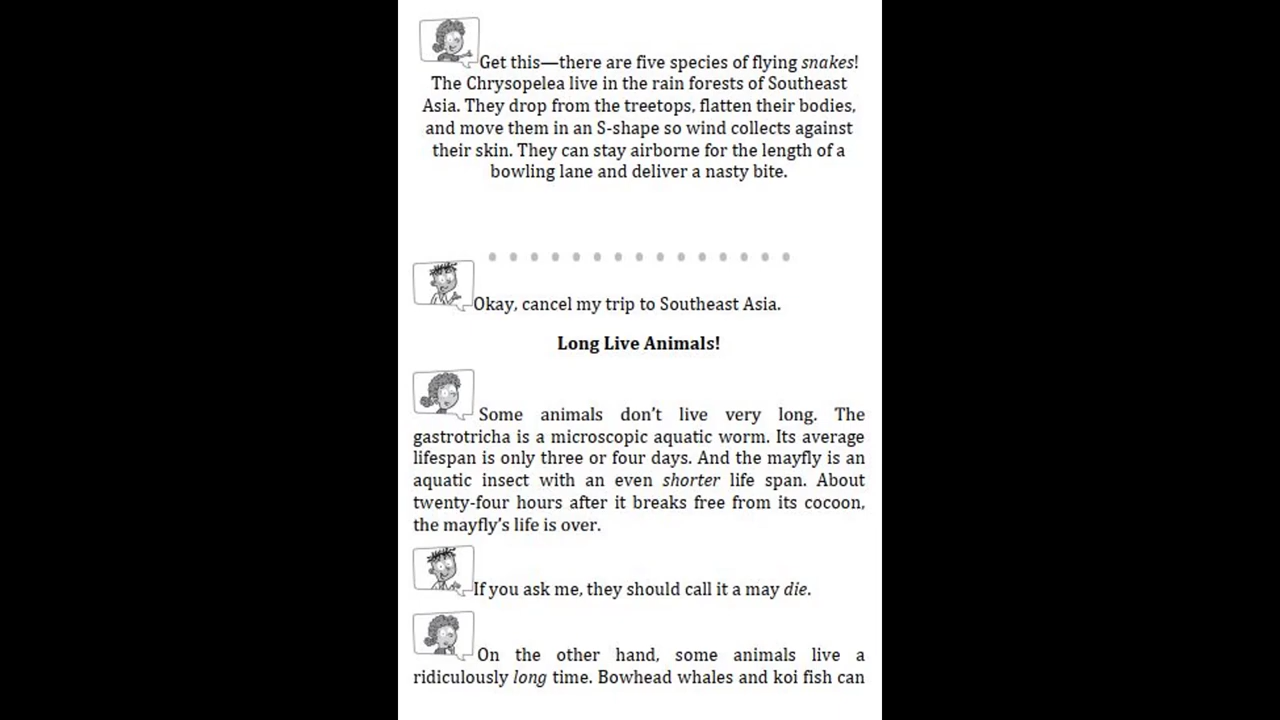 Get this—there are five species of flying snakes!
The Chrysopelea live in the rain forests of Southeast
Asia. They drop from the treetops, flatten their bodies,
and move them in an S-shape so wind collects against
their skin. They can stay airborne for the length of a
bowling lane and deliver a nasty bite.
Okay, cancel my trip to Southeast Asia.
Long Live Animals!
Some animals don't live very long. The
gastrotricha is a microscopic aquatic worm. Its average
lifespan is only three or four days. And the mayfly is an
aquatic insect with an even shorter life span. About
twenty-four hours after it breaks free from its cocoon,
the mayfly's life is over.
If you ask me, they should call it a may die.
On the other hand, some animals live a
ridiculously long time. Bowhead whales and koi fish can